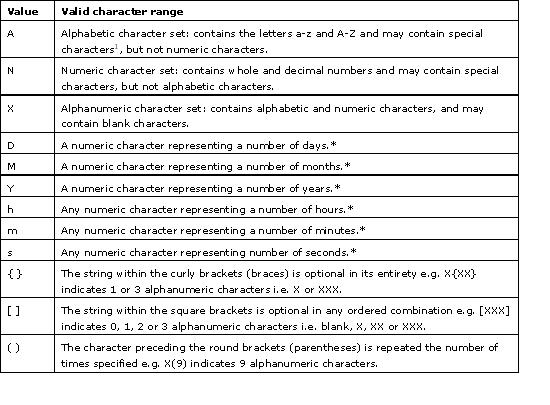 Value Valid character range
A Alphabetic character set: contains the letters a-z and A-Z and may contain special
characters¹, but not numeric characters.
N Numeric character set: contains whole and decimal numbers and may contain special
characters, but not alphabetic characters.
X Alphanumeric character set: contains alphabetic and numeric characters, and may
contain blank characters.
D A numeric character representing a number of days.*
M A numeric character representing a number of months.*
Y A numeric character representing a number of years.*
h Any numeric character representing a number of hours.*
m Any numeric character representing a number of minutes.*
s Any numeric character representing number of seconds.*
{ } The string within the curly brackets (braces) is optional in its entirety e.g. X{XX}
indicates 1 or 3 alphanumeric characters i.e. X or XXX.
[ ] The string within the square brackets is optional in any ordered combination e.g. [XXX]
indicates 0, 1, 2 or 3 alphanumeric characters i.e. blank, X, XX or XXX.
( ) The character preceding the round brackets (parentheses) is repeated the number of
times specified e.g. X(9) indicates 9 alphanumeric characters.